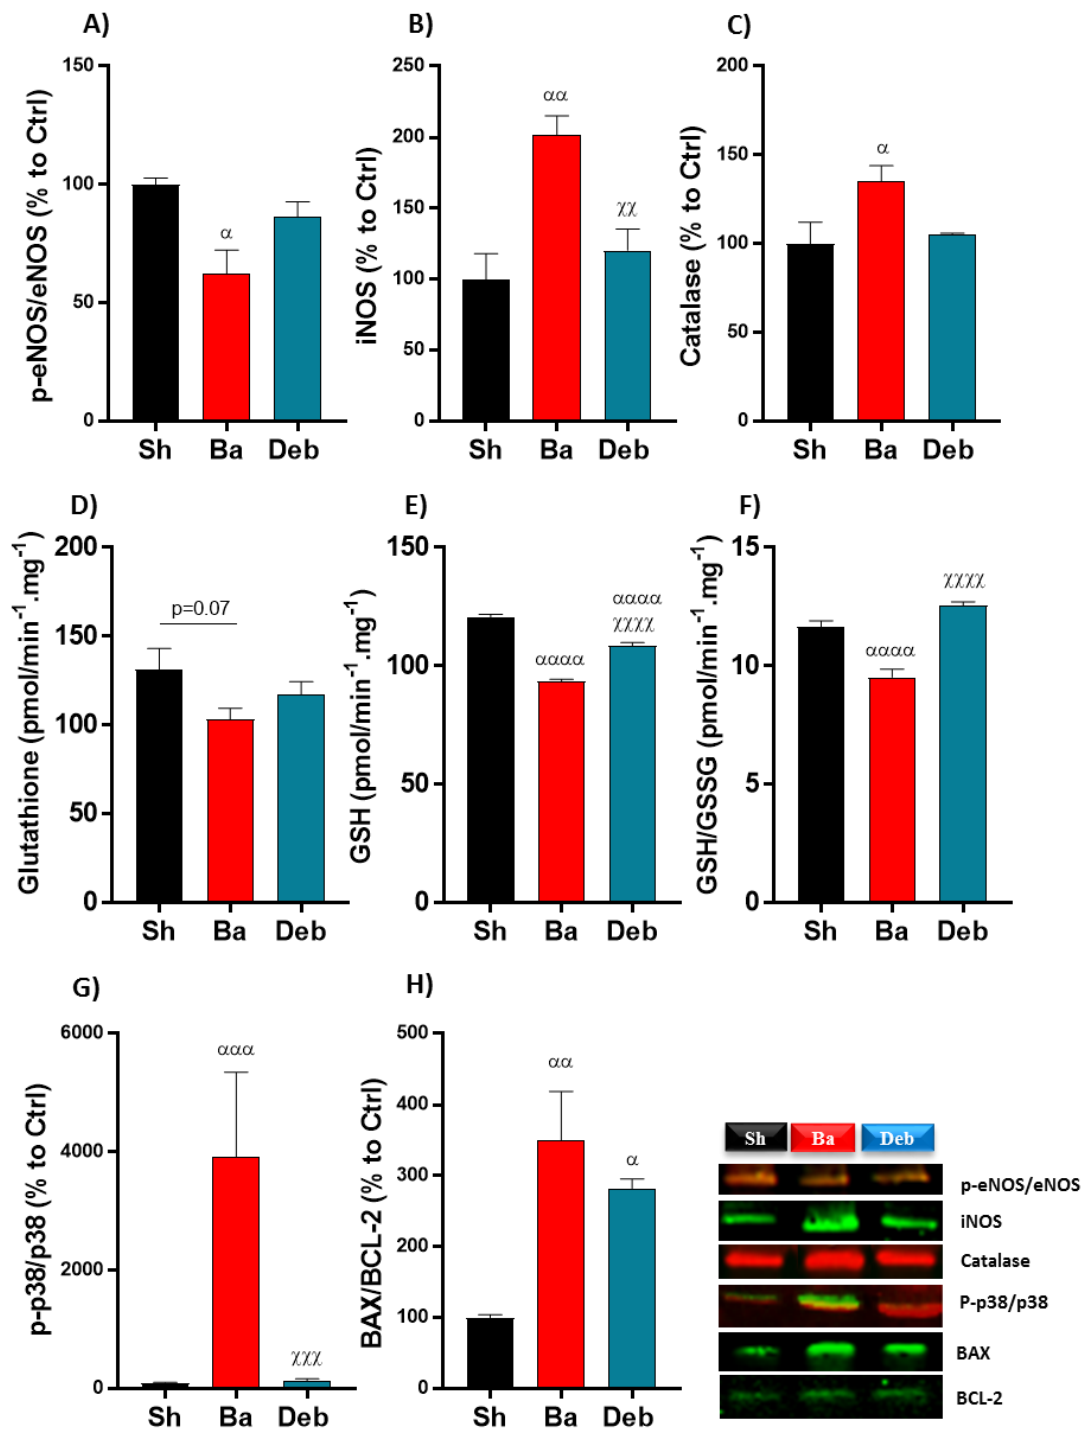 A)
B)
C)
p-eNOS/eNOS (% to Ctrl)
150
100
50
0
α
Sh Ba Deb
iNOS (% to Ctrl)
250
200
150
100
50
0
αα
χχ
Sh Ba Deb
Catalase (% to Ctrl)
200
150
100
50
0
α
Sh Ba Deb
D)
E)
F)
Glutathione (pmol/min⁻¹.mg⁻¹)
200
150
100
50
0
p=0.07
Sh Ba Deb
GSH (pmol/min⁻¹.mg⁻¹)
150
100
50
0
αααα
αααα
χχχχ
Sh Ba Deb
GSH/GSSG (pmol/min⁻¹.mg⁻¹)
15
10
5
0
αααα
χχχχ
Sh Ba Deb
G)
H)
p-p38/p38 (% to Ctrl)
6000
4000
2000
0
ααα
χχχ
Sh Ba Deb
BAX/BCL-2 (% to Ctrl)
500
400
300
200
100
0
αα
α
Sh Ba Deb
Sh Ba Deb
p-eNOS/eNOS
iNOS
Catalase
P-p38/p38
BAX
BCL-2